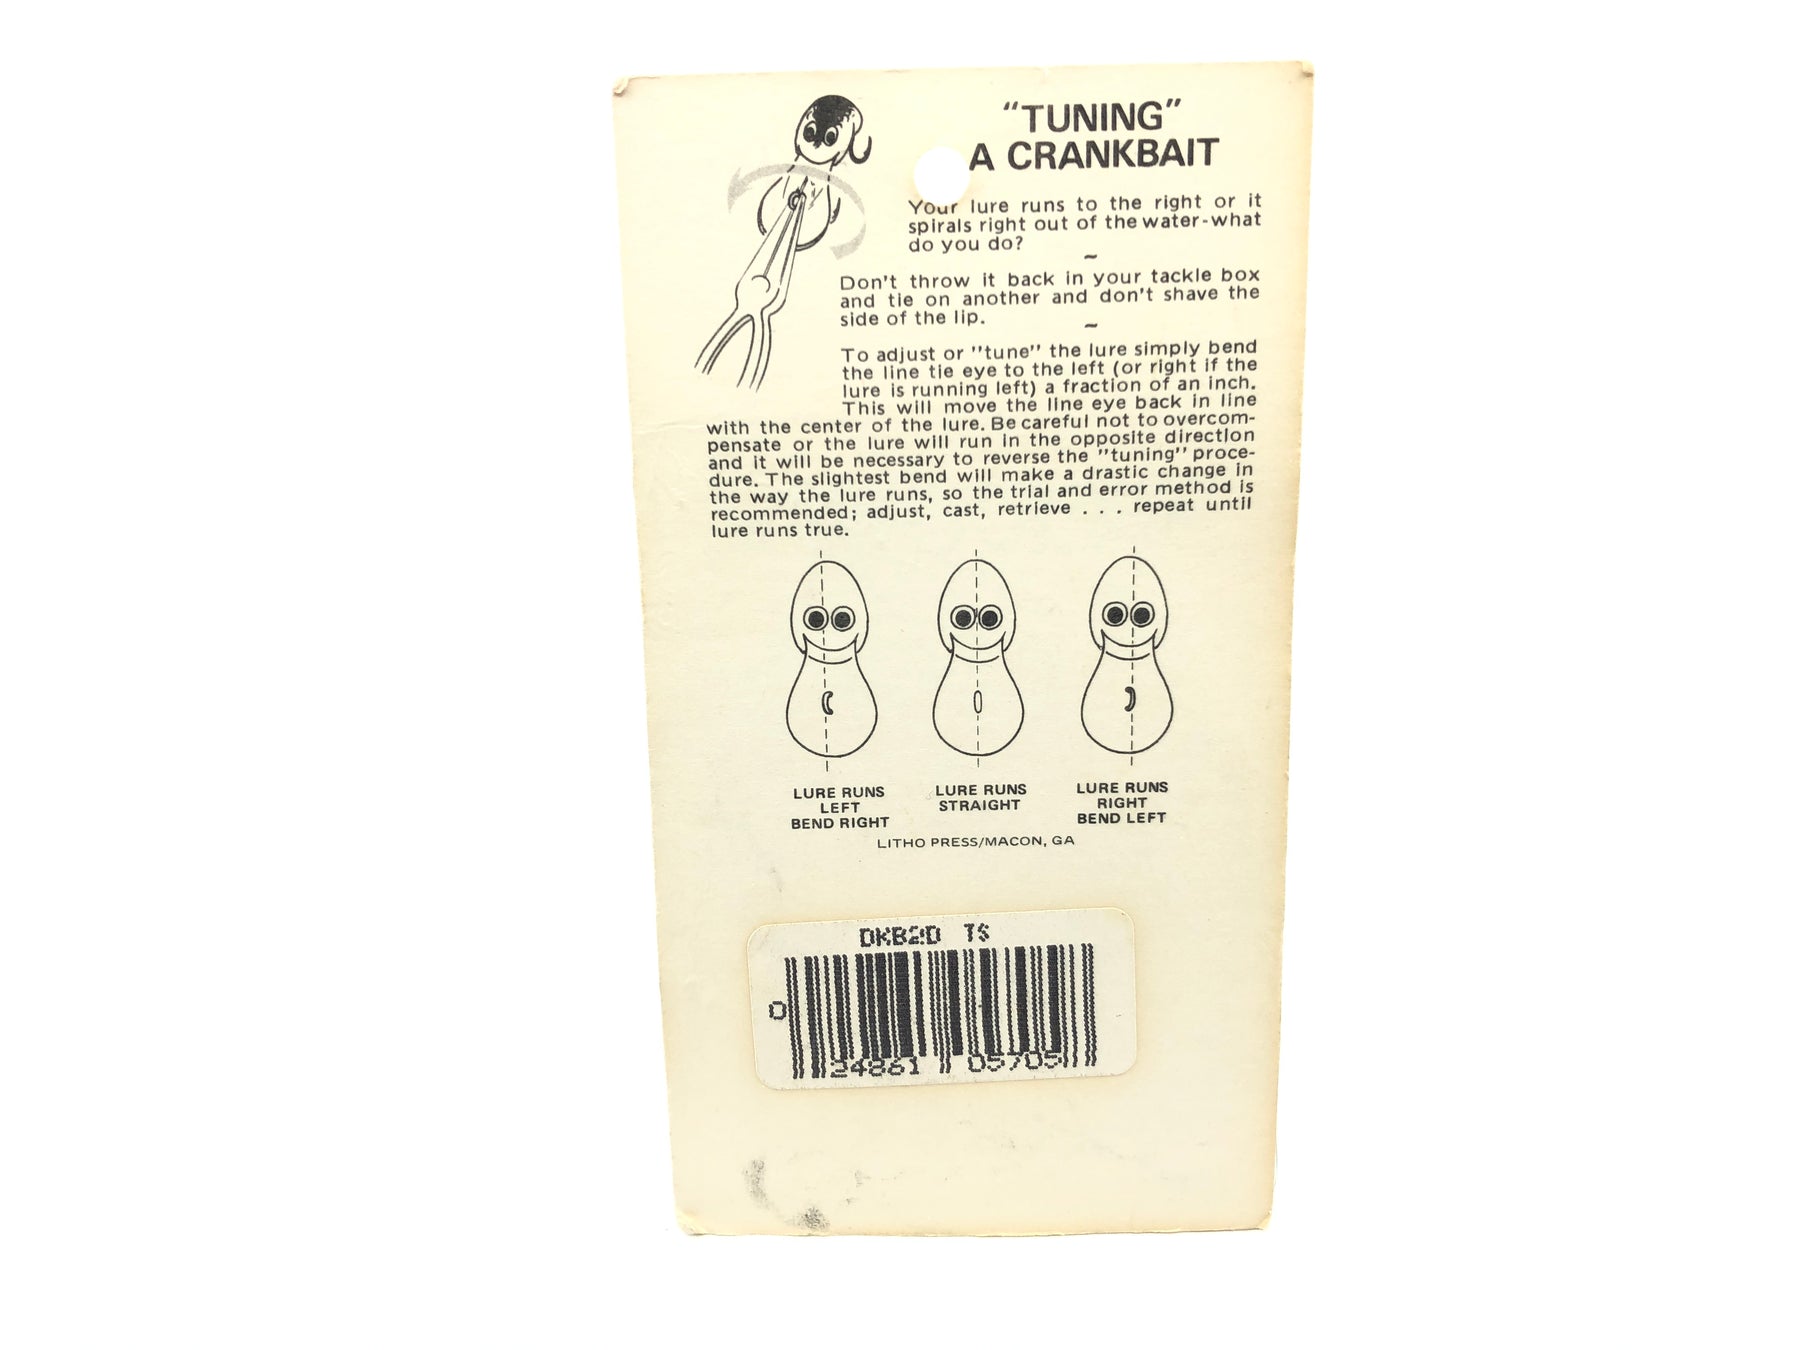 "TUNING"
A CRANKBAIT
Your lure runs to the right or it
spirals right out of the water-what
do you do?
~
Don't throw it back in your tackle box
and tie on another and don't shave the
side of the lip.
~
To adjust or "tune" the lure simply bend
the line tie eye to the left (or right if the
lure is running left) a fraction of an inch.
This will move the line eye back in line
with the center of the lure. Be careful not to overcom-
pensate or the lure will run in the opposite direction
and it will be necessary to reverse the "tuning" proce-
dure. The slightest bend will make a drastic change in
the way the lure runs, so the trial and error method is
recommended; adjust, cast, retrieve . . . repeat until
lure runs true.
LURE RUNS
LEFT
BEND RIGHT
LURE RUNS
STRAIGHT
LURE RUNS
RIGHT
BEND LEFT
LITHO PRESS/MACON, GA
DKB2D TS
0
24861 05705